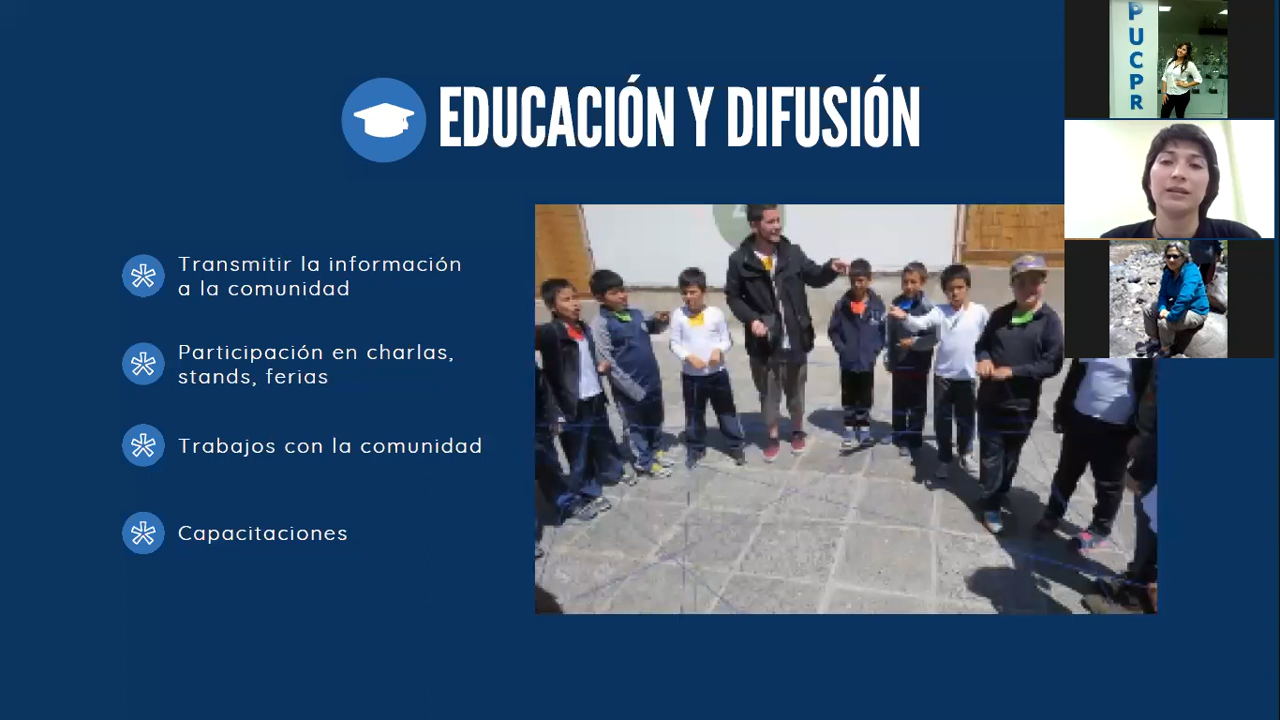 EDUCACIÓN Y DIFUSIÓN
Transmitir la información
a la comunidad
Participación en charlas,
stands, ferias
Trabajos con la comunidad
Capacitaciones
PUCPR